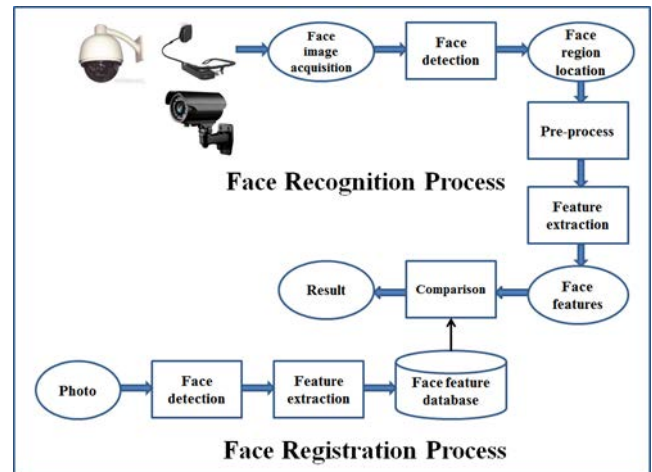 Face
image
acquisition
Face
detection
Face
region
location
Pre-process
Face Recognition Process
Feature
extraction
Result
Comparison
Face
features
Photo
Face
detection
Feature
extraction
Face feature
database
Face Registration Process